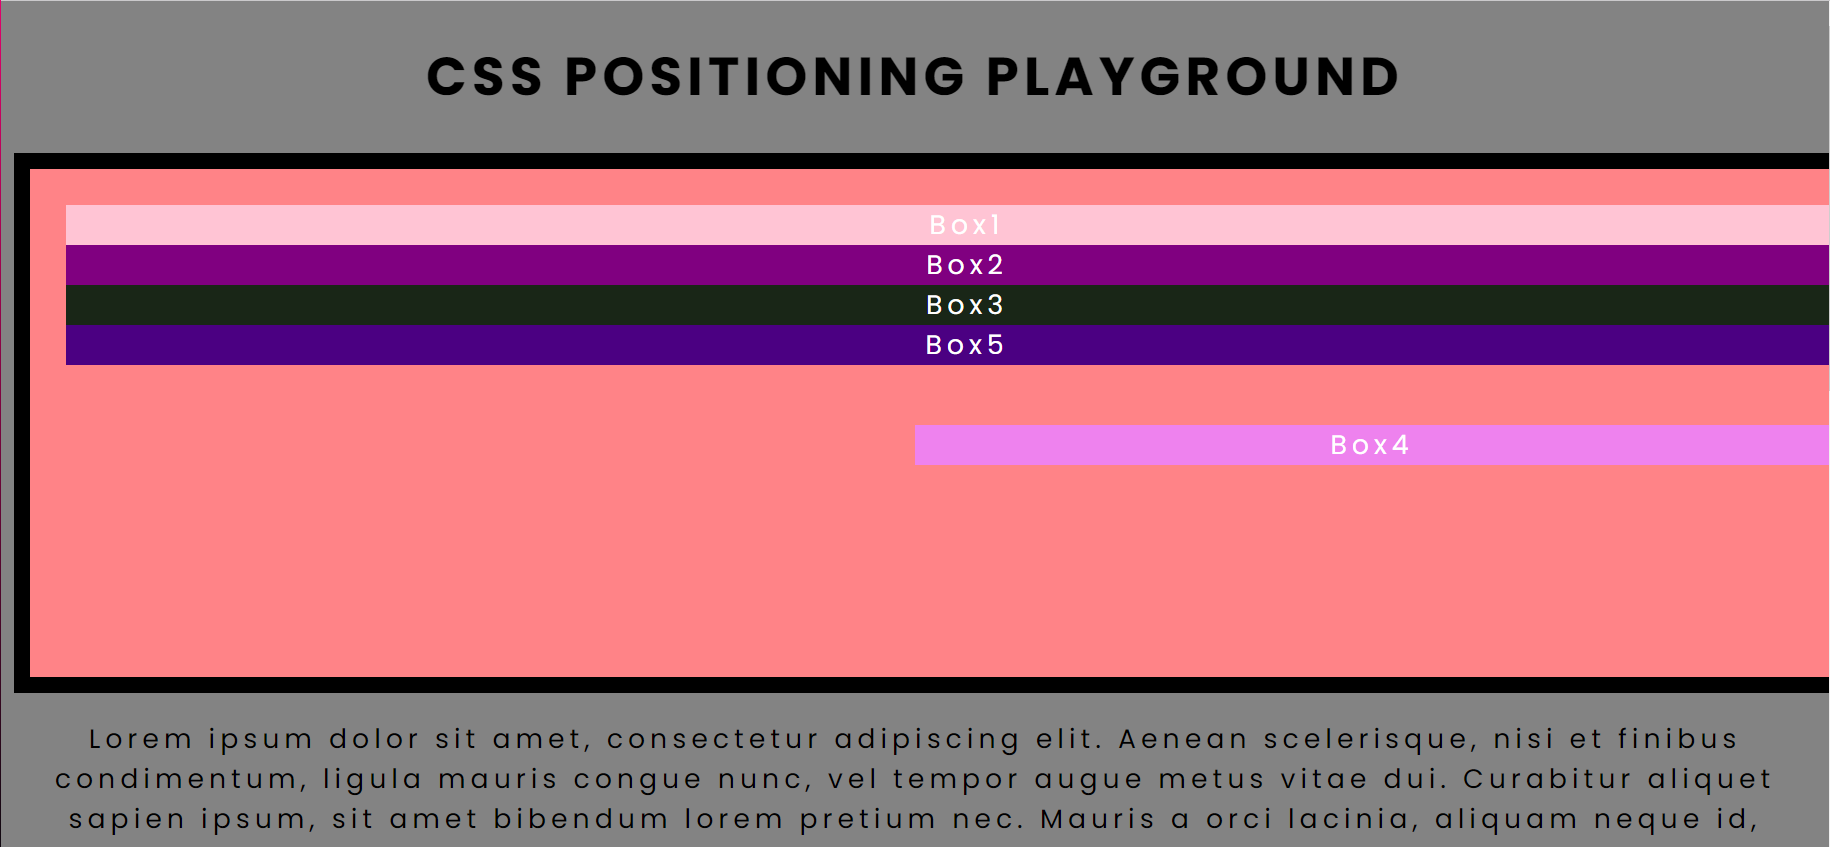 CSS POSITIONING PLAYGROUND
Box1
Box2
Box3
Box5
Box4
Lorem ipsum dolor sit amet, consectetur adipiscing elit. Aenean scelerisque, nisi et finibus
condimentum, ligula mauris congue nunc, vel tempor augue metus vitae dui. Curabitur aliquet
sapien ipsum, sit amet bibendum lorem pretium nec. Mauris a orci lacinia, aliquam neque id,